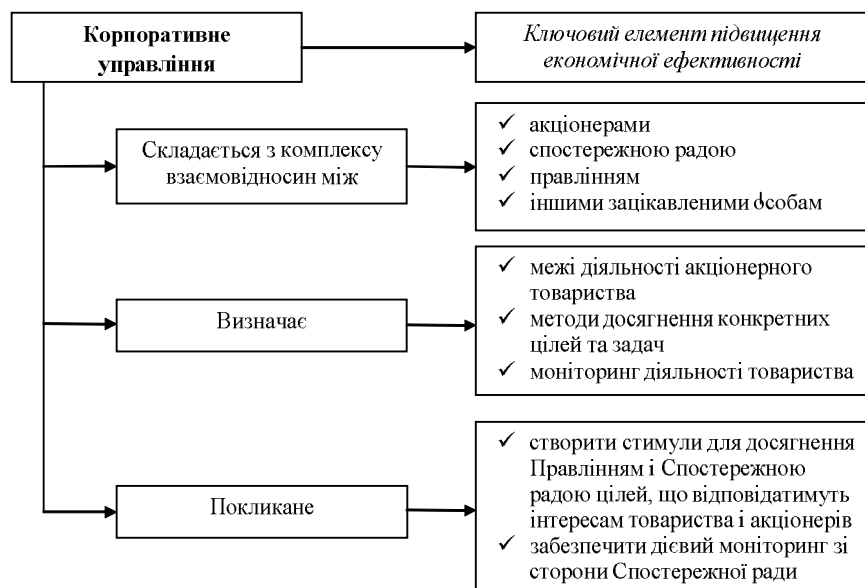 Корпоративне
управління
Ключовий елемент підвищення
економічної ефективності
Складається з комплексу
взаємовідносин між
✓ акціонерами
✓ спостережною радою
✓ правлінням
✓ іншими зацікавленими особам
Визначає
✓ межі діяльності акціонерного
товариства
✓ методи досягнення конкретних
цілей та задач
✓ моніторинг діяльності товариства
Покликане
✓ створити стимули для досягнення
Правлінням і Спостережною
радою цілей, що відповідатимуть
інтересам товариства і акціонерів
✓ забезпечити дієвий моніторинг зі
сторони Спостережної ради